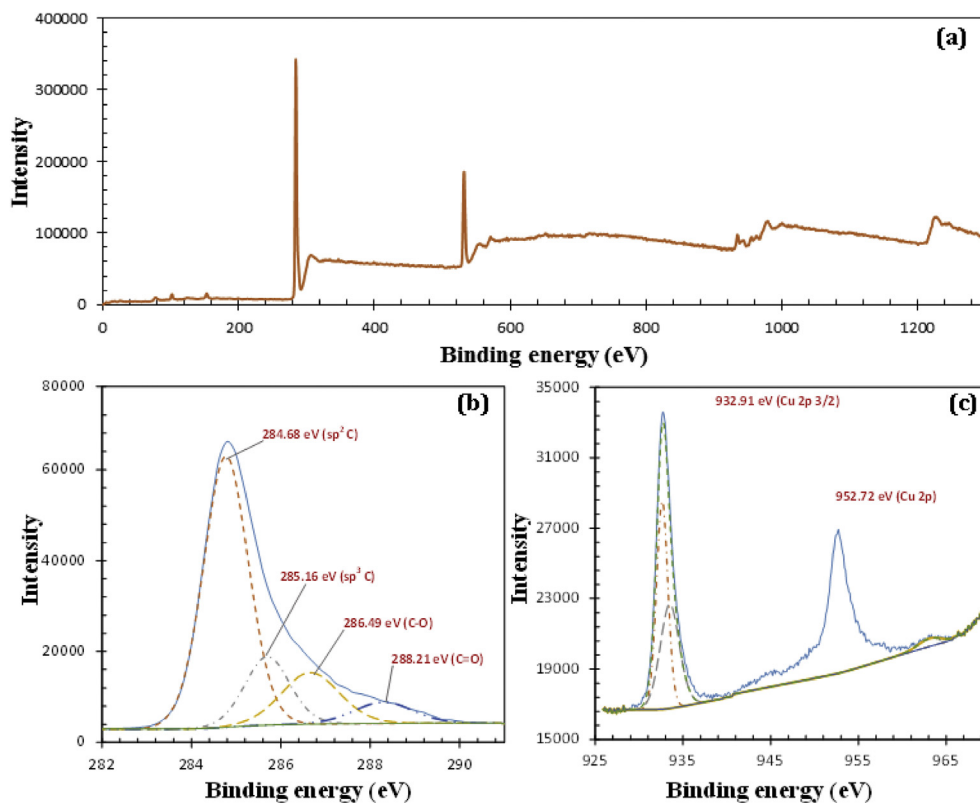 (a)
400000
300000
200000
100000
0
0 200 400 600 800 1000 1200
Intensity
Binding energy (eV)
(b)
80000
60000
40000
20000
0
282 284 286 288 290
Intensity
Binding energy (eV)
284.68 eV (sp² C)
285.16 eV (sp³ C)
286.49 eV (C-O)
288.21 eV (C=O)
(c)
35000
31000
27000
23000
19000
15000
925 935 945 955 965
Intensity
Binding energy (eV)
932.91 eV (Cu 2p 3/2)
952.72 eV (Cu 2p)